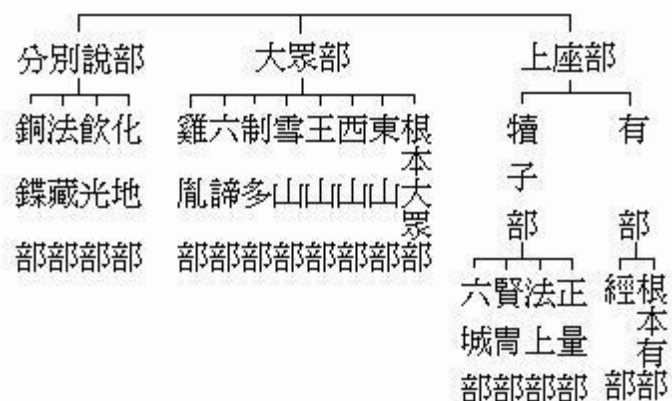 上座部
大眾部
分別說部
有部
犢子部
根本有部
經部
正量部
法上部
賢冑部
六城部
根本大眾部
東山部
西山部
王山部
雪山部
制多部
六諦部
雞胤部
化地部
飲光部
法藏部
銅鍱部